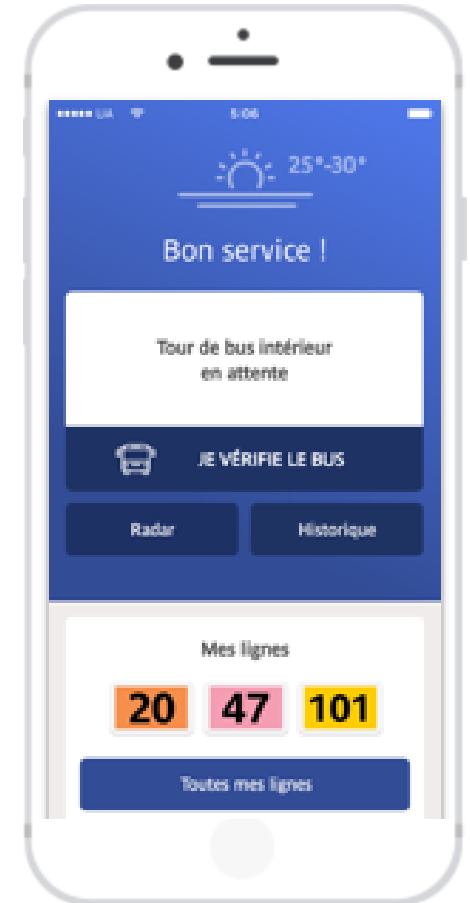 5:06
25°-30°
Bon service !
Tour de bus intérieur
en attente
JE VÉRIFIE LE BUS
Radar Historique
Mes lignes
20 47 101
Toutes mes lignes